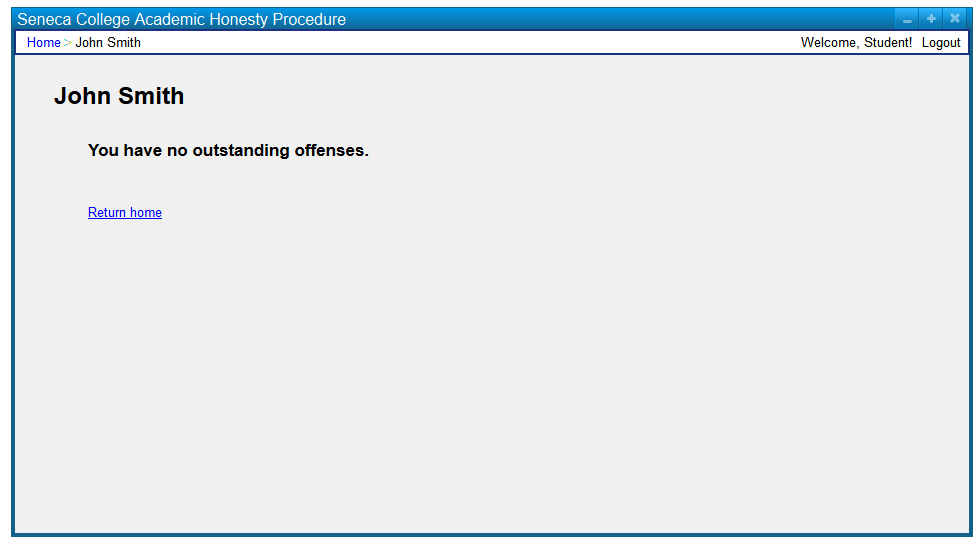 Seneca College Academic Honesty Procedure
Home > John Smith Welcome, Student! Logout
John Smith
You have no outstanding offenses.
Return home